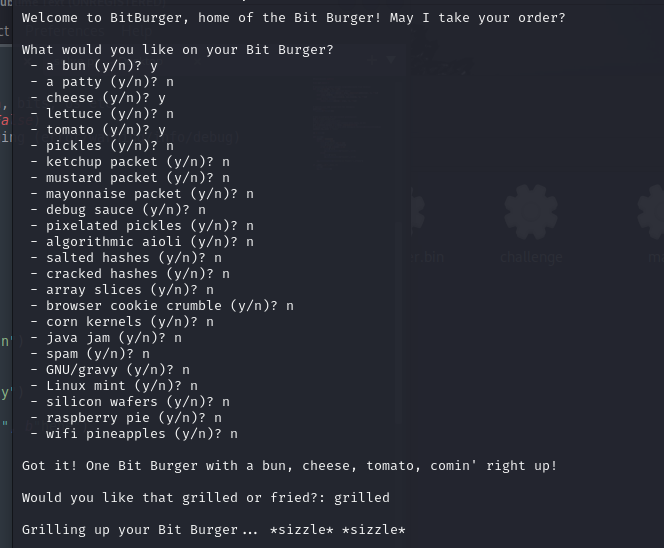 Welcome to BitBurger, home of the Bit Burger! May I take your order?
What would you like on your Bit Burger?
- a bun (y/n)? y
- a patty (y/n)? n
- cheese (y/n)? y
- lettuce (y/n)? n
- tomato (y/n)? y
- pickles (y/n)? n
- ketchup packet (y/n)? n
- mustard packet (y/n)? n
- mayonnaise packet (y/n)? n
- debug sauce (y/n)? n
- pixelated pickles (y/n)? n
- algorithmic aioli (y/n)? n
- salted hashes (y/n)? n
- cracked hashes (y/n)? n
- array slices (y/n)? n
- browser cookie crumble (y/n)? n
- corn kernels (y/n)? n
- java jam (y/n)? n
- spam (y/n)? n
- GNU/gravy (y/n)? n
- Linux mint (y/n)? n
- silicon wafers (y/n)? n
- raspberry pie (y/n)? n
- wifi pineapples (y/n)? n
Got it! One Bit Burger with a bun, cheese, tomato, comin' right up!
Would you like that grilled or fried?: grilled
Grilling up your Bit Burger... *sizzle* *sizzle*
challenge